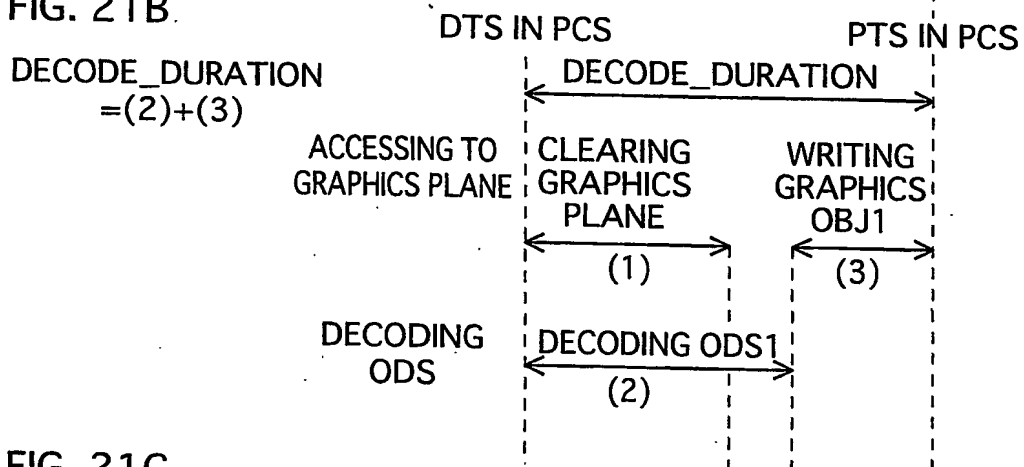 FIG. 21B
DTS IN PCS
PTS IN PCS
DECODE_DURATION
=(2)+(3)
DECODE_DURATION
ACCESSING TO
GRAPHICS PLANE
CLEARING
GRAPHICS
PLANE
(1)
WRITING
GRAPHICS
OBJ1
(3)
DECODING
ODS
DECODING ODS1
(2)
FIG. 21C